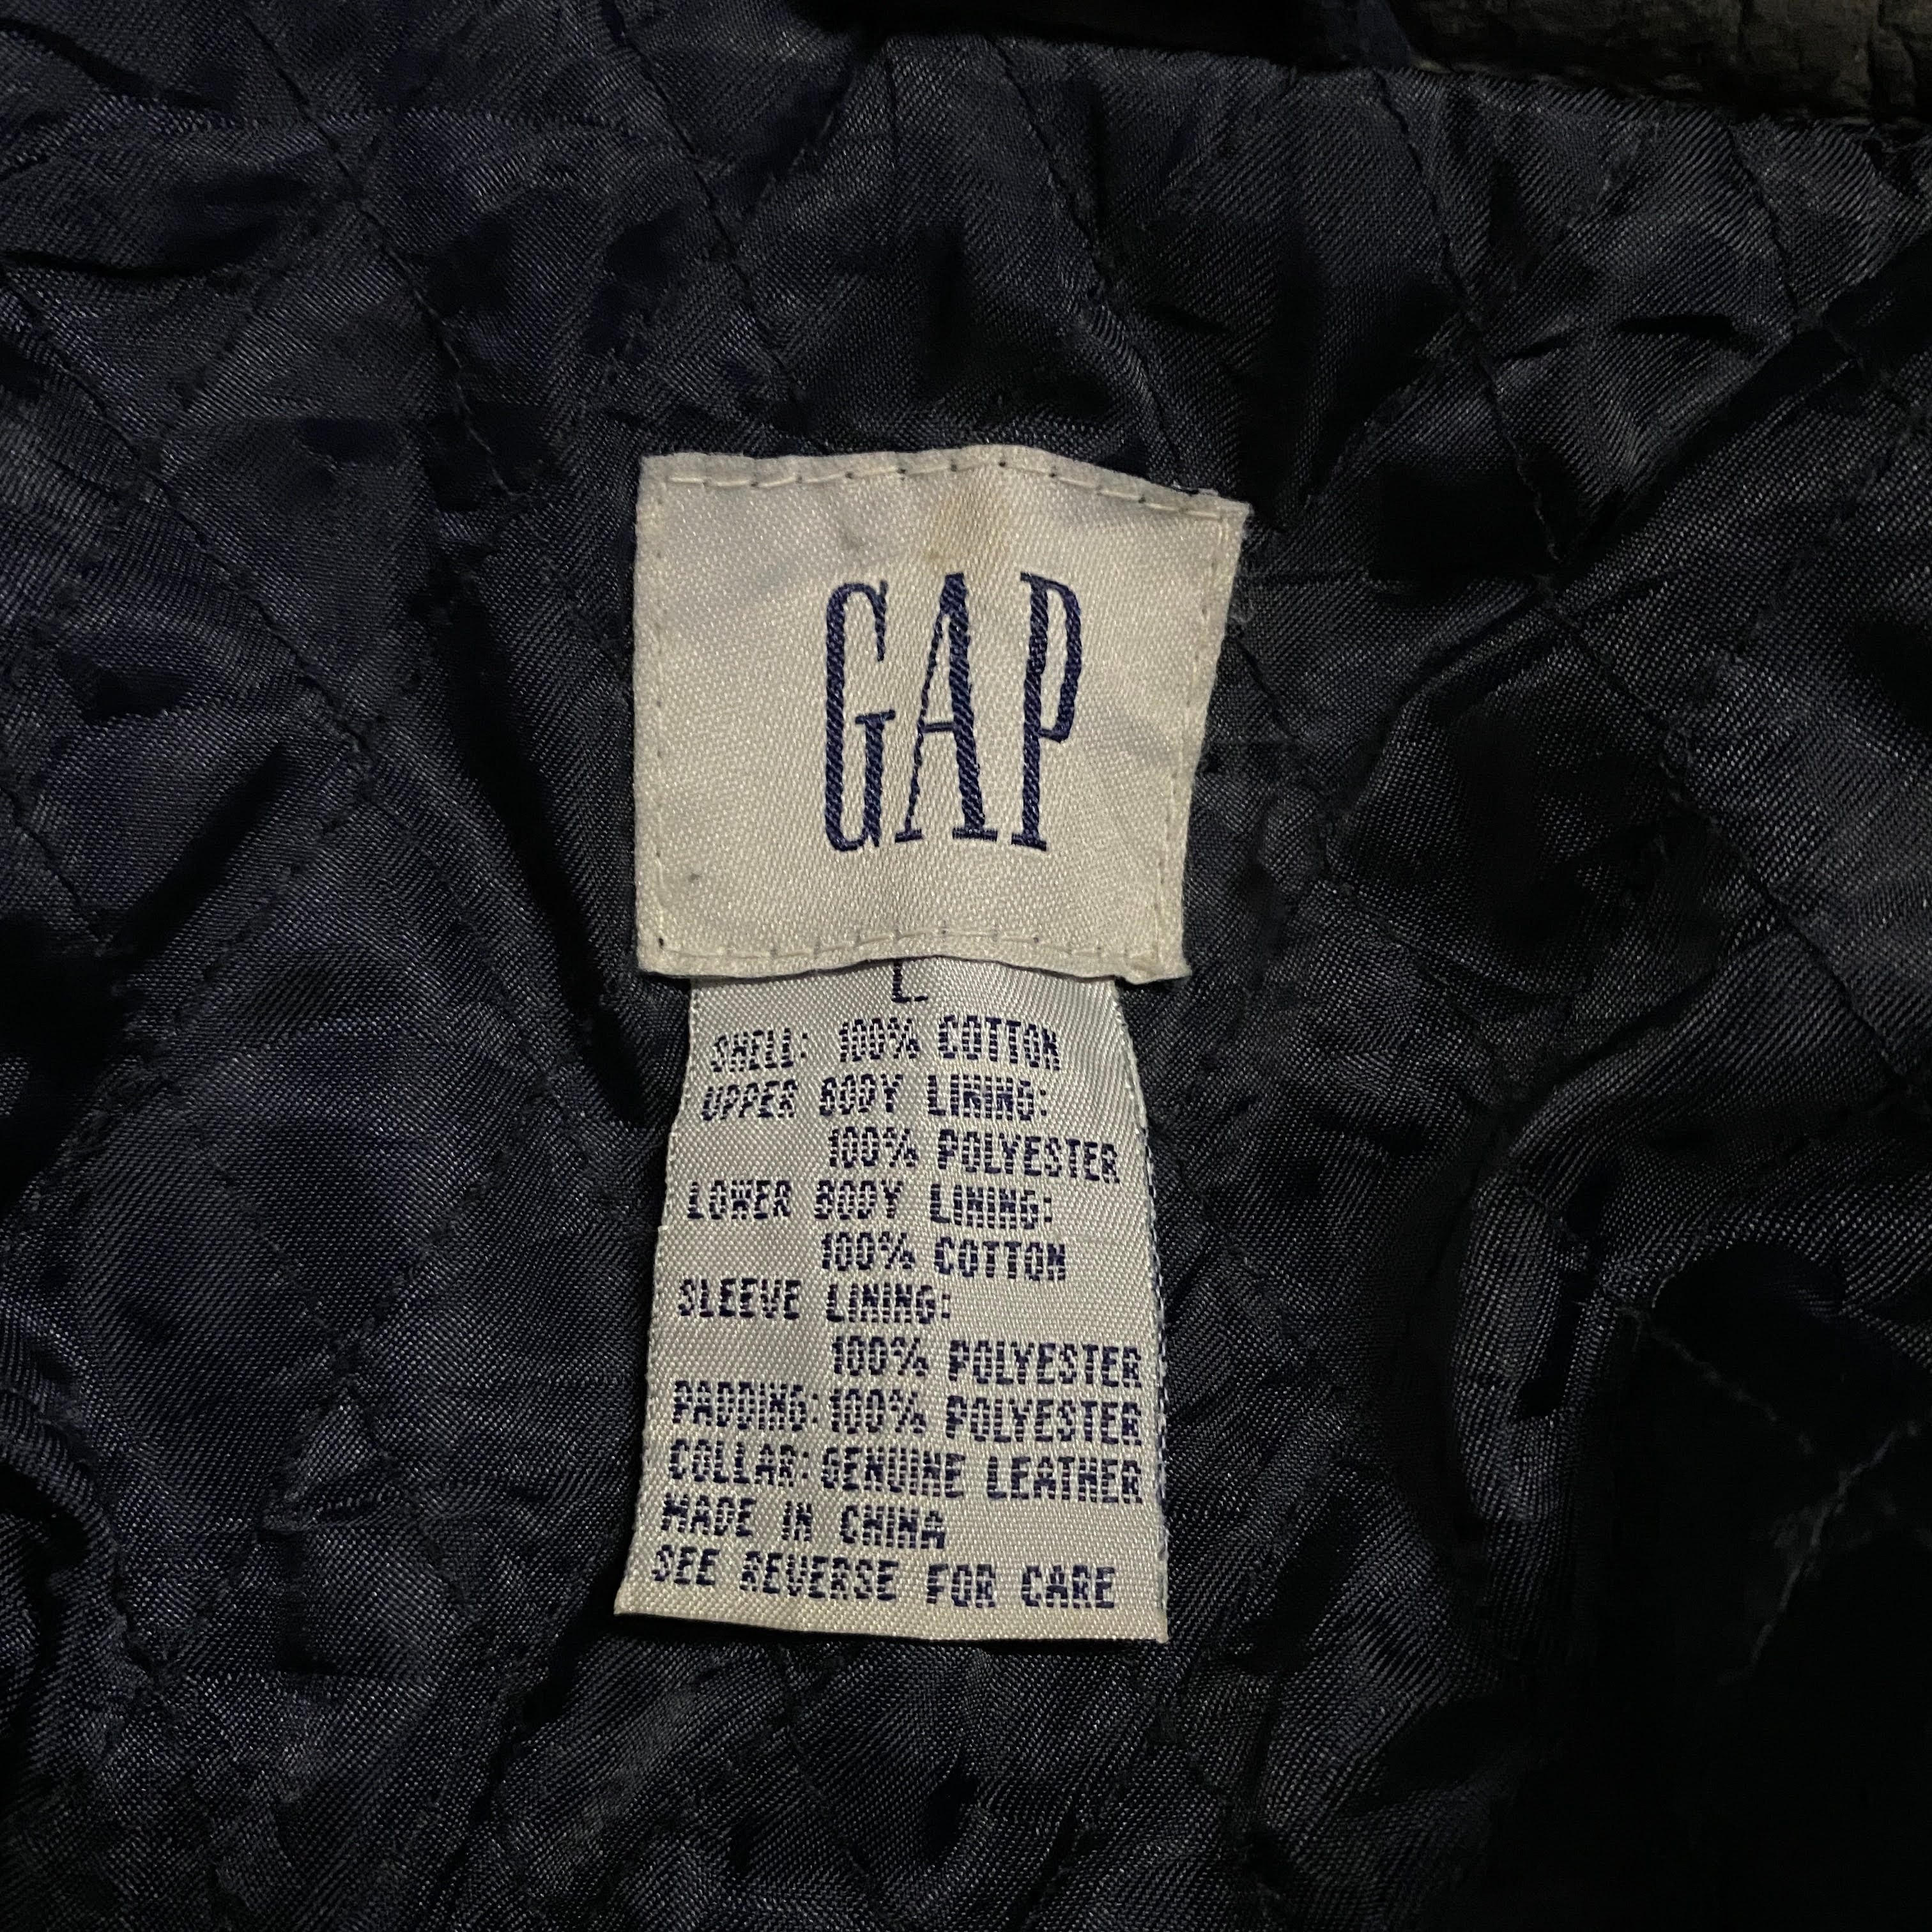 GAP
L
SHELL: 100% COTTON
UPPER BODY LINING:
100% POLYESTER
LOWER BODY LINING:
100% COTTON
SLEEVE LINING:
100% POLYESTER
PADDING: 100% POLYESTER
COLLAR: GENUINE LEATHER
MADE IN CHINA
SEE REVERSE FOR CARE